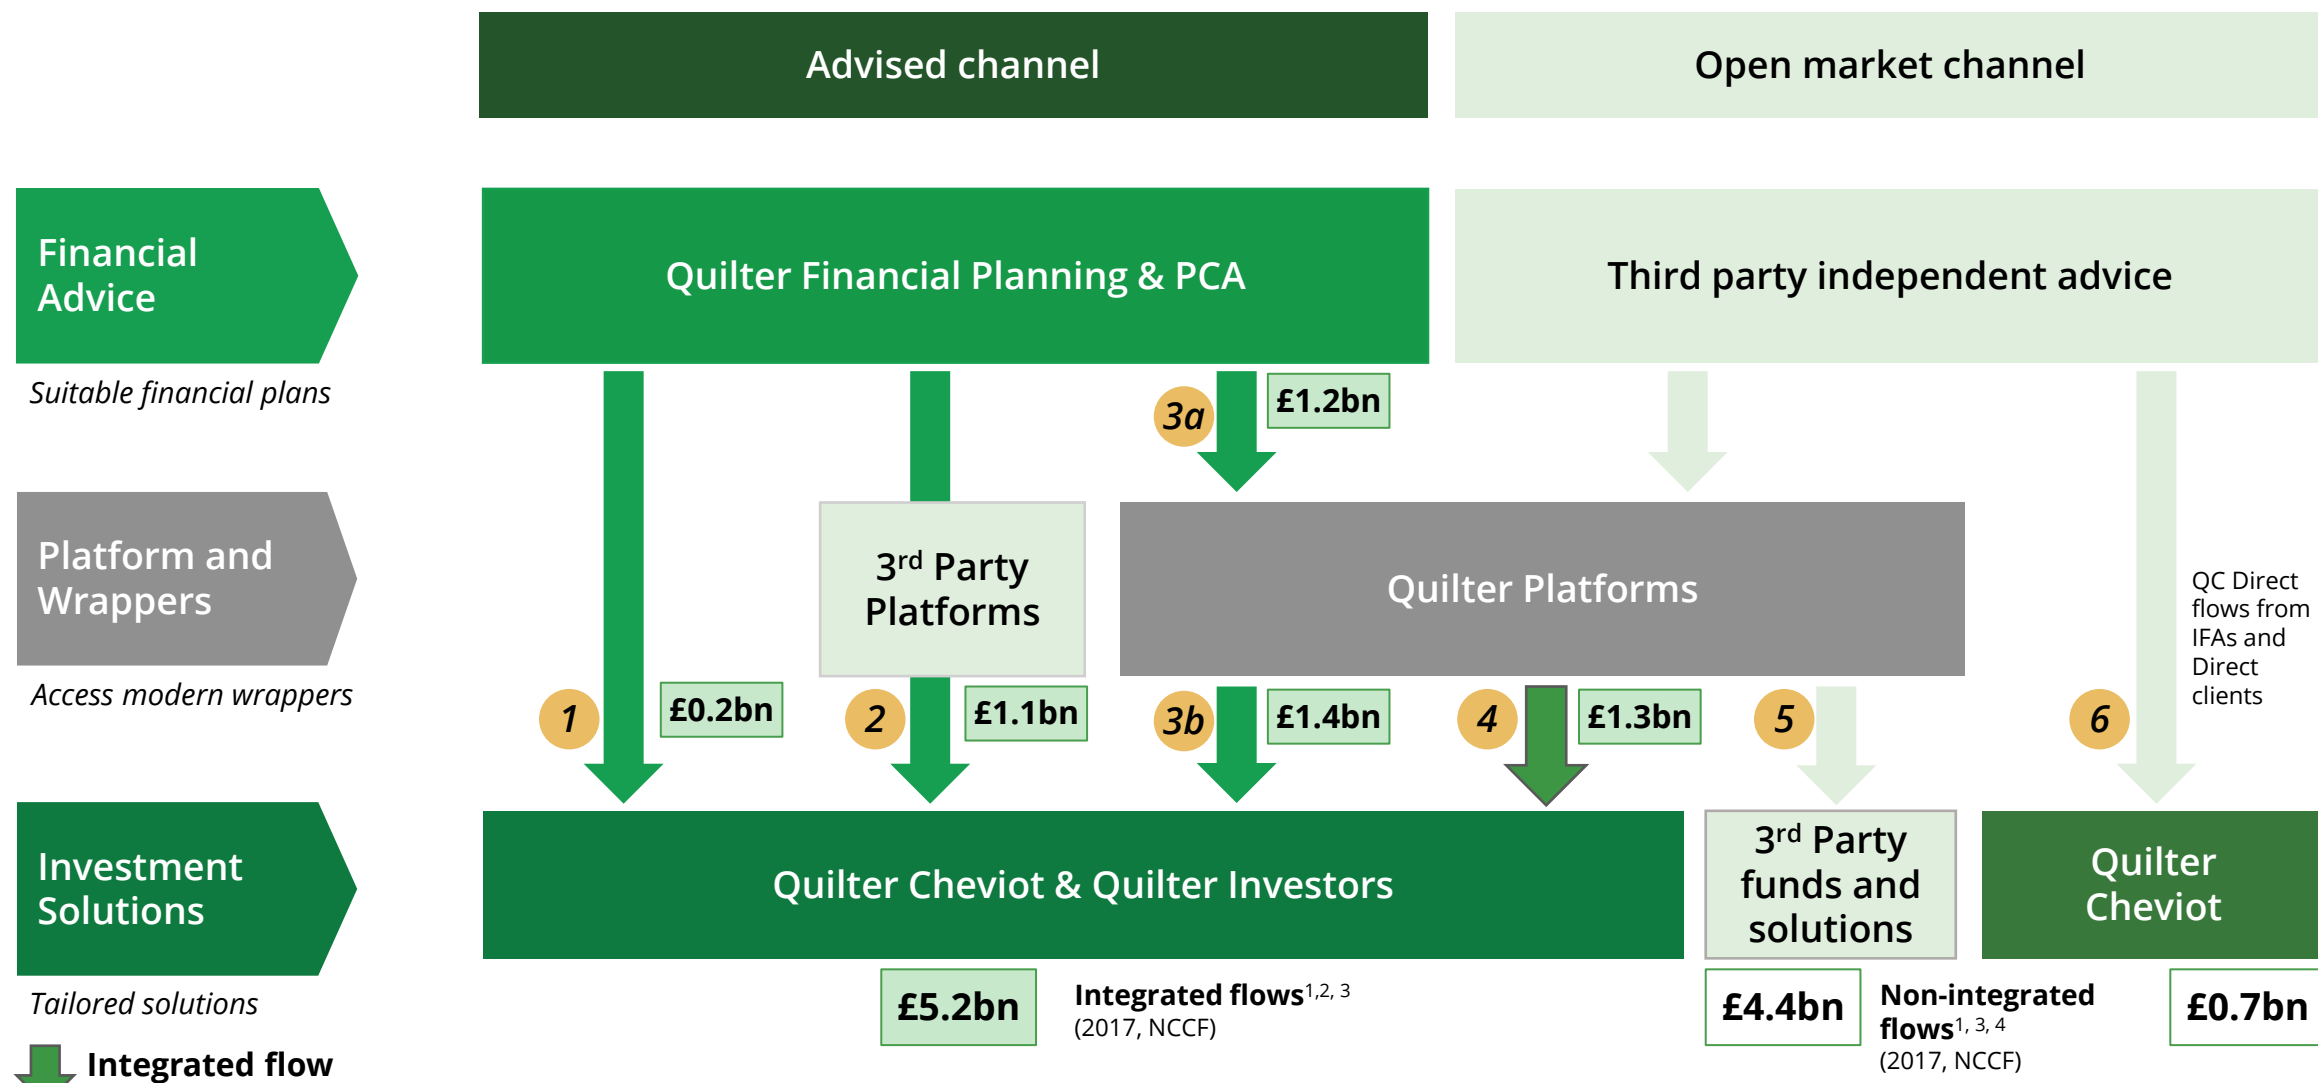 Advised channel
Open market channel
Financial
Advice
Quilter Financial Planning & PCA
Third party independent advice
Suitable financial plans
3a
£1.2bn
Platform and
Wrappers
3rd Party
Platforms
Quilter Platforms
QC Direct
flows from
IFAs and
Direct
clients
Access modern wrappers
1
£0.2bn
2
£1.1bn
3b
£1.4bn
4
£1.3bn
5
6
Investment
Solutions
Quilter Cheviot & Quilter Investors
3rd Party
funds and
solutions
Quilter
Cheviot
Tailored solutions
£5.2bn
Integrated flows1,2, 3
(2017, NCCF)
£4.4bn
Non-integrated
flows1, 3, 4
(2017, NCCF)
£0.7bn
Integrated flow